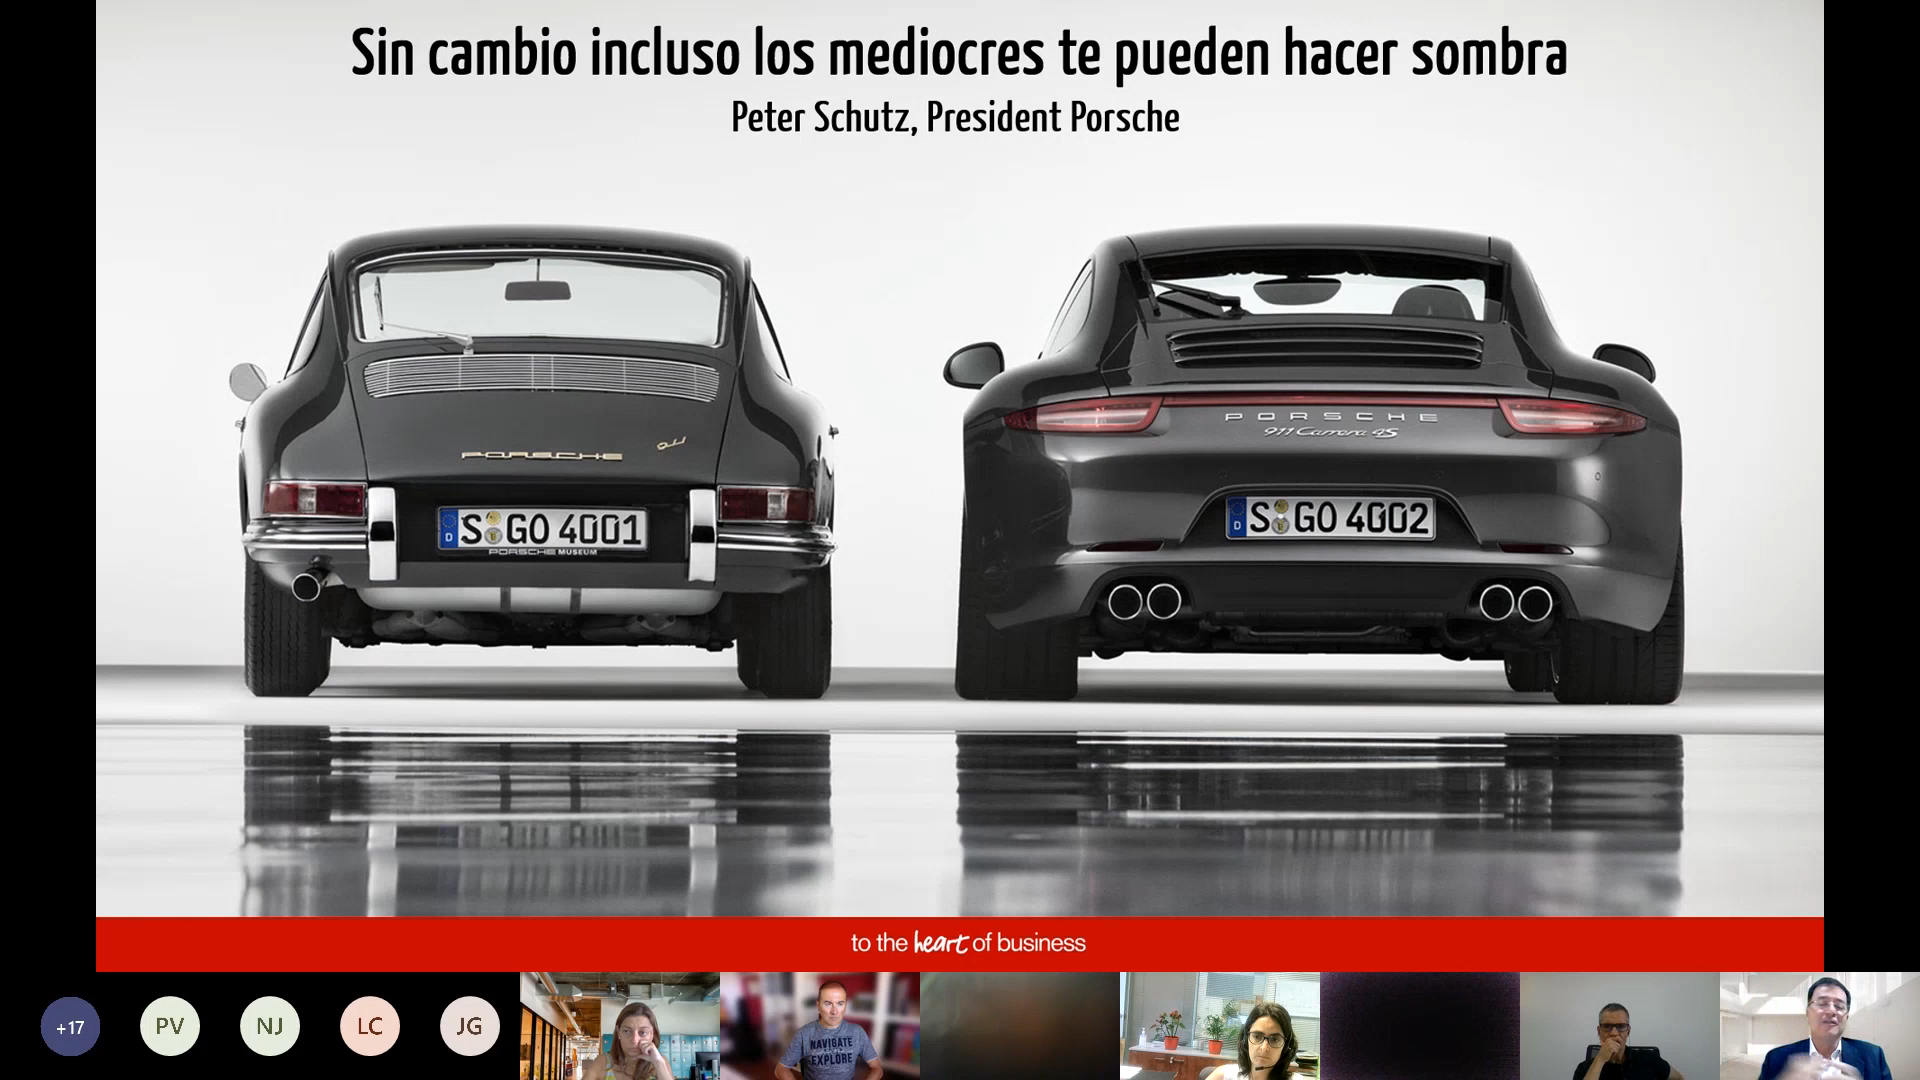 Sin cambio incluso los mediocres te pueden hacer sombra
Peter Schutz, President Porsche
PORSCHE
911 Carrera 4S
PORSCHE 911
S GO 4001
D
PORSCHE MUSEUM
S GO 4002
D
to the heart of business
+17
PV
NJ
LC
JG
NAVIGATE
EXPLORE